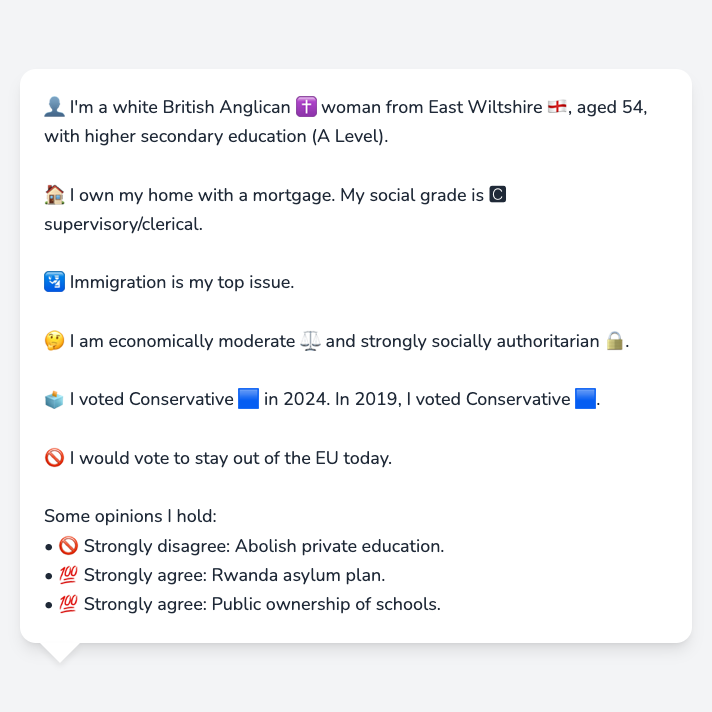 👤 I'm a white British Anglican ✝️ woman from East Wiltshire 🏴󠁧󠁢󠁥󠁮󠁧󠁿, aged 54,
with higher secondary education (A Level).
🏠 I own my home with a mortgage. My social grade is 🅲
supervisory/clerical.
🛂 Immigration is my top issue.
🤔 I am economically moderate ⚖️ and strongly socially authoritarian 🔒.
🗳️ I voted Conservative 🟦 in 2024. In 2019, I voted Conservative 🟦.
🚫 I would vote to stay out of the EU today.
Some opinions I hold:
• 🚫 Strongly disagree: Abolish private education.
• 💯 Strongly agree: Rwanda asylum plan.
• 💯 Strongly agree: Public ownership of schools.